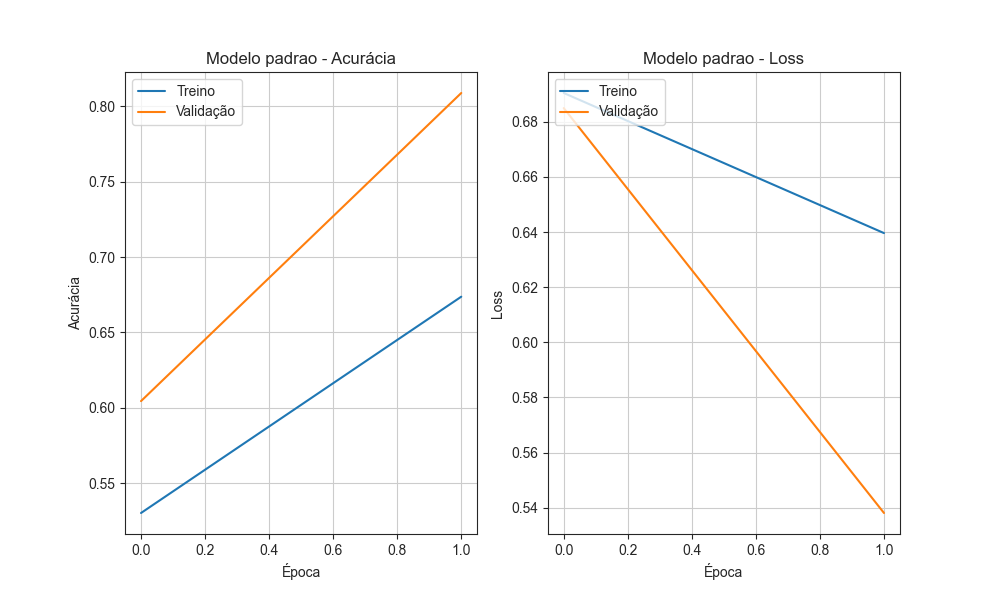 Modelo padrao - Acurácia
Treino
Validação
0.80
0.75
0.70
0.65
0.60
0.55
Acurácia
0.0 0.2 0.4 0.6 0.8 1.0
Época
Modelo padrao - Loss
Treino
Validação
0.68
0.66
0.64
0.62
0.60
0.58
0.56
0.54
Loss
0.0 0.2 0.4 0.6 0.8 1.0
Época